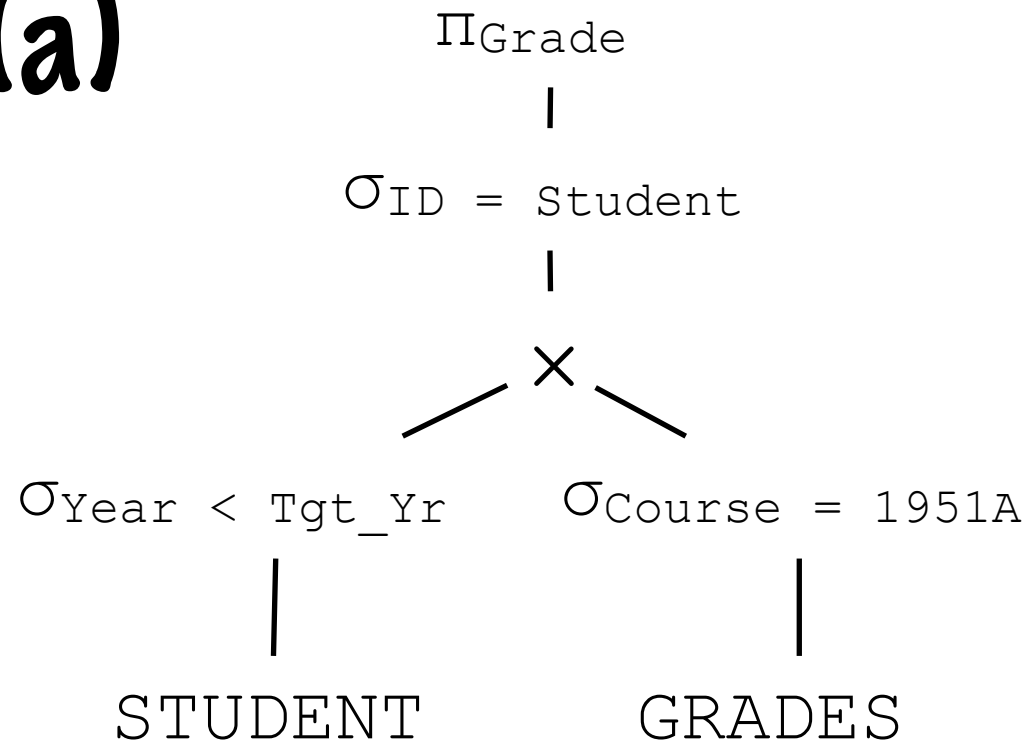 (a)
ΠGrade
σID = Student
×
σYear < Tgt_Yr
σCourse = 1951A
STUDENT
GRADES